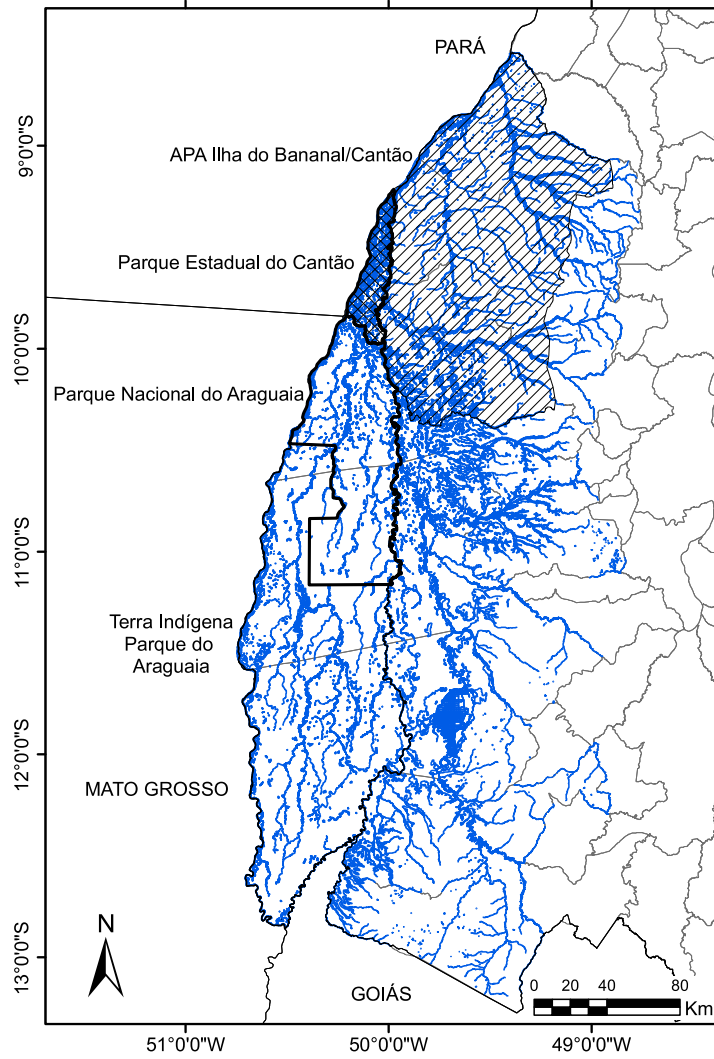 PARÁ
9°0'0"S
APA Ilha do Bananal/Cantão
Parque Estadual do Cantão
10°0'0"S
Parque Nacional do Araguaia
11°0'0"S
Terra Indígena
Parque do
Araguaia
12°0'0"S
MATO GROSSO
N
13°0'0"S
GOIÁS
0 20 40 80
Km
51°0'0"W 50°0'0"W 49°0'0"W